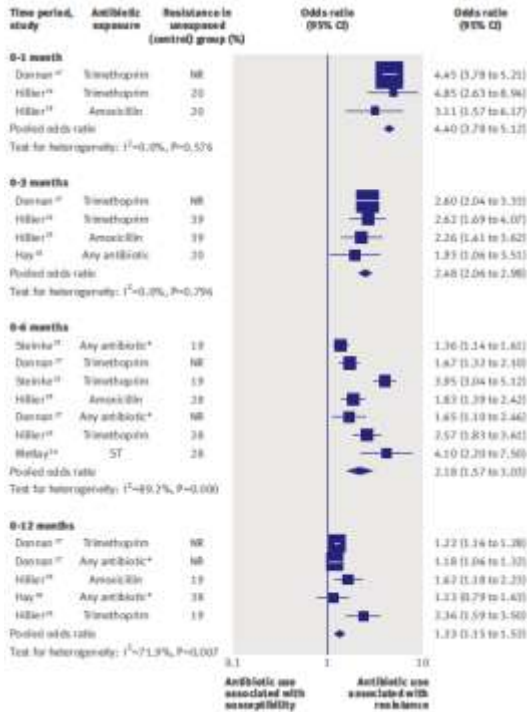 Time period, study Antibiotic exposure Resistance in unexposed (control) group (%) Odds ratio (95% CI) Odds ratio (95% CI)
0-1 month
Donnan Trimethoprim NR 4.45 (3.78 to 5.21)
Hillier Trimethoprim 20 4.85 (2.63 to 8.94)
Hillier Amoxicillin 20 3.11 (1.57 to 6.17)
Pooled odds ratio 4.40 (3.78 to 5.12)
Test for heterogeneity: I²=0.0%, P=0.576
0-3 months
Donnan Trimethoprim NR 2.60 (2.04 to 3.33)
Hillier Trimethoprim 39 2.62 (1.69 to 4.07)
Hillier Amoxicillin 39 2.26 (1.41 to 3.62)
Hay Any antibiotic 20 1.93 (1.06 to 3.51)
Pooled odds ratio 2.48 (2.06 to 2.98)
Test for heterogeneity: I²=0.0%, P=0.796
0-6 months
Steinke Any antibiotic* 19 1.36 (1.14 to 1.61)
Donnan Trimethoprim NR 1.67 (1.32 to 2.10)
Steinke Trimethoprim 19 3.95 (3.04 to 5.12)
Hillier Amoxicillin 28 1.83 (1.39 to 2.42)
Donnan Any antibiotic* NR 1.65 (1.10 to 2.46)
Hillier Trimethoprim 28 2.57 (1.83 to 3.61)
Metlay ST 28 4.10 (2.20 to 7.50)
Pooled odds ratio 2.18 (1.57 to 3.03)
Test for heterogeneity: I²=89.2%, P=0.000
0-12 months
Donnan Trimethoprim NR 1.22 (1.16 to 1.28)
Donnan Any antibiotic* NR 1.18 (1.06 to 1.32)
Hillier Amoxicillin 19 1.62 (1.18 to 2.23)
Hay Any antibiotic* 38 1.13 (0.79 to 1.63)
Hillier Trimethoprim 19 2.36 (1.59 to 3.50)
Pooled odds ratio 1.33 (1.15 to 1.53)
Test for heterogeneity: I²=71.9%, P=0.007
0.1 1 10
Antibiotic use associated with susceptibility Antibiotic use associated with resistance